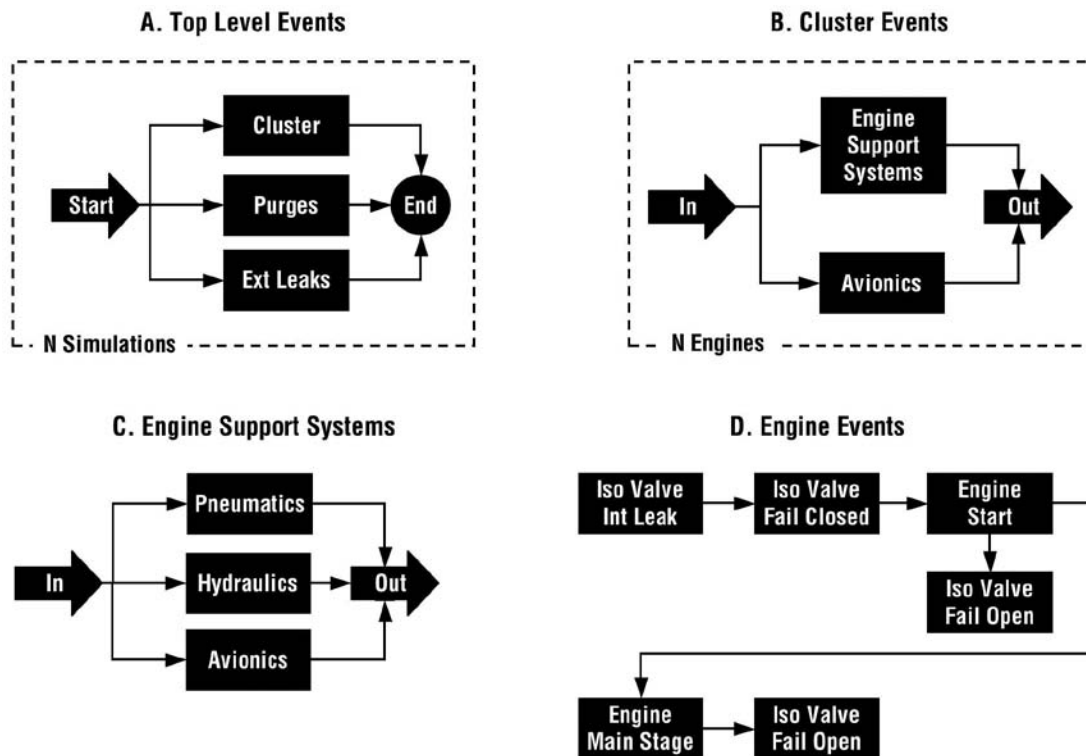 A. Top Level Events
Cluster
Start
Purges
End
Ext Leaks
N Simulations
B. Cluster Events
Engine
Support
Systems
In
Out
Avionics
N Engines
C. Engine Support Systems
Pneumatics
In
Hydraulics
Out
Avionics
D. Engine Events
Iso Valve
Int Leak
Iso Valve
Fail Closed
Engine
Start
Iso Valve
Fail Open
Engine
Main Stage
Iso Valve
Fail Open